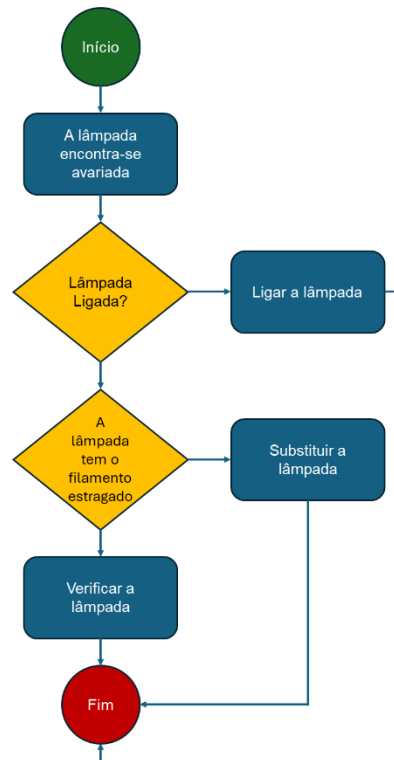 Início
A lâmpada
encontra-se
avariada
Lâmpada
Ligada?
Ligar a lâmpada
A
lâmpada
tem o
filamento
estragado
Substituir a
lâmpada
Verificar a
lâmpada
Fim